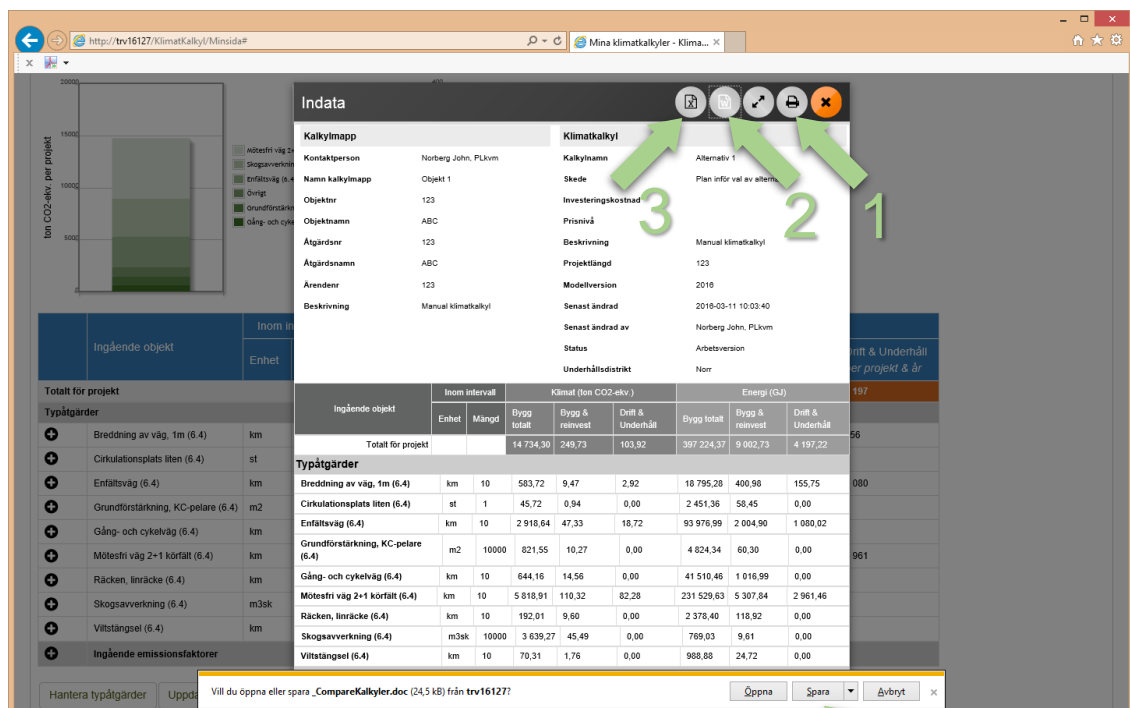 http://trv16127/KlimatKalkyl/Minsida#
Mina klimatkalkyler - Klima...
ton CO2-ekv. per projekt
20000
15000
10000
5000
0
400
Mötesfri väg 2+
Skogsavverknin
Enfältsväg (6.4
Övrigt
Grundförstärkn
Gång- och cyke
Indata
Kalkylmapp
Kontaktperson Norberg John, PLkvm
Namn kalkylmapp Objekt 1
Objektnr 123
Objektnamn ABC
Åtgärdsnr 123
Åtgärdsnamn ABC
Ärendenr 123
Beskrivning Manual klimatkalkyl
Klimatkalkyl
Kalkylnamn Alternativ 1
Skede Plan inför val av alterna
Investeringskostnad
Prisnivå
Beskrivning Manual klimatkalkyl
Projektlängd 123
Modellversion 2016
Senast ändrad 2016-03-11 10:03:40
Senast ändrad av Norberg John, PLkvm
Status Arbetsversion
Underhållsdistrikt Norr
3
2
1
Ingående objekt Inom intervall Klimat (ton CO2-ekv.) Energi (GJ)
Enhet Mängd Bygg totalt Bygg & reinvest Drift & Underhåll Bygg totalt Bygg & reinvest Drift & Underhåll
Totalt för projekt 14 734,30 249,73 103,92 397 224,37 9 002,73 4 197,22
Typåtgärder
Breddning av väg, 1m (6.4) km 10 583,72 9,47 2,92 18 795,28 400,98 155,75
Cirkulationsplats liten (6.4) st 1 45,72 0,94 0,00 2 451,36 58,45 0,00
Enfältsväg (6.4) km 10 2 918,64 47,33 18,72 93 976,99 2 004,90 1 080,02
Grundförstärkning, KC-pelare (6.4) m2 10000 821,55 10,27 0,00 4 824,34 60,30 0,00
Gång- och cykelväg (6.4) km 10 644,16 14,56 0,00 41 510,46 1 016,99 0,00
Mötesfri väg 2+1 körfält (6.4) km 10 5 818,91 110,32 82,28 231 529,63 5 307,84 2 961,46
Räcken, linräcke (6.4) km 10 192,01 9,60 0,00 2 378,40 118,92 0,00
Skogsavverkning (6.4) m3sk 10000 3 639,27 45,49 0,00 769,03 9,61 0,00
Viltstängsel (6.4) km 10 70,31 1,76 0,00 988,88 24,72 0,00
Ingående objekt
Inom in
Enhet
Drift & Underhåll
per projekt & år
Totalt för projekt 197
Typåtgärder
Breddning av väg, 1m (6.4) km 56
Cirkulationsplats liten (6.4) st
Enfältsväg (6.4) km 080
Grundförstärkning, KC-pelare (6.4) m2
Gång- och cykelväg (6.4) km
Mötesfri väg 2+1 körfält (6.4) km 961
Räcken, linräcke (6.4) km
Skogsavverkning (6.4) m3sk
Viltstängsel (6.4) km
Ingående emissionsfaktorer
Hantera typåtgärder Uppda
Vill du öppna eller spara _CompareKalkyler.doc (24,5 kB) från trv16127?
Öppna Spara Avbryt